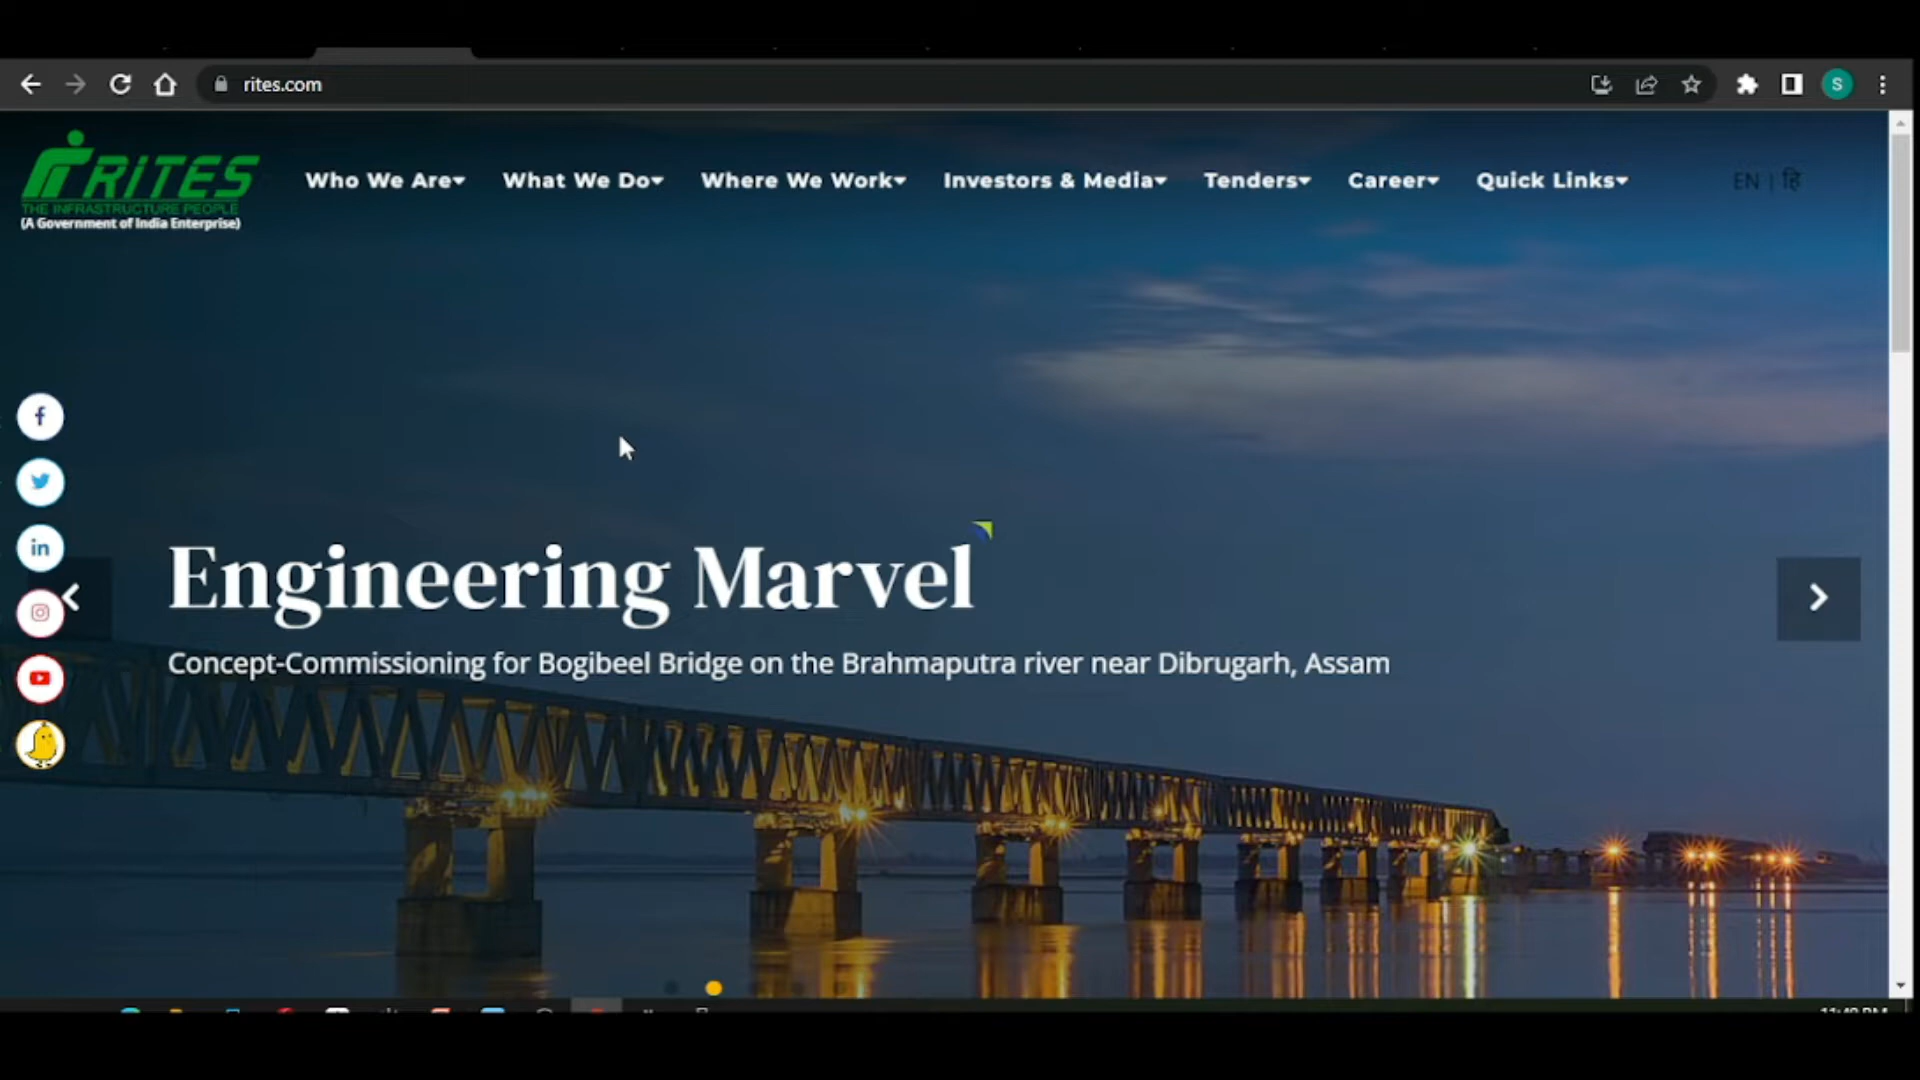 rites.com
S
RITES
THE INFRASTRUCTURE PEOPLE
(A Government of India Enterprise)
Who We Are
What We Do
Where We Work
Investors & Media
Tenders
Career
Quick Links
EN | हि
f
in
Engineering Marvel
Concept-Commissioning for Bogibeel Bridge on the Brahmaputra river near Dibrugarh, Assam